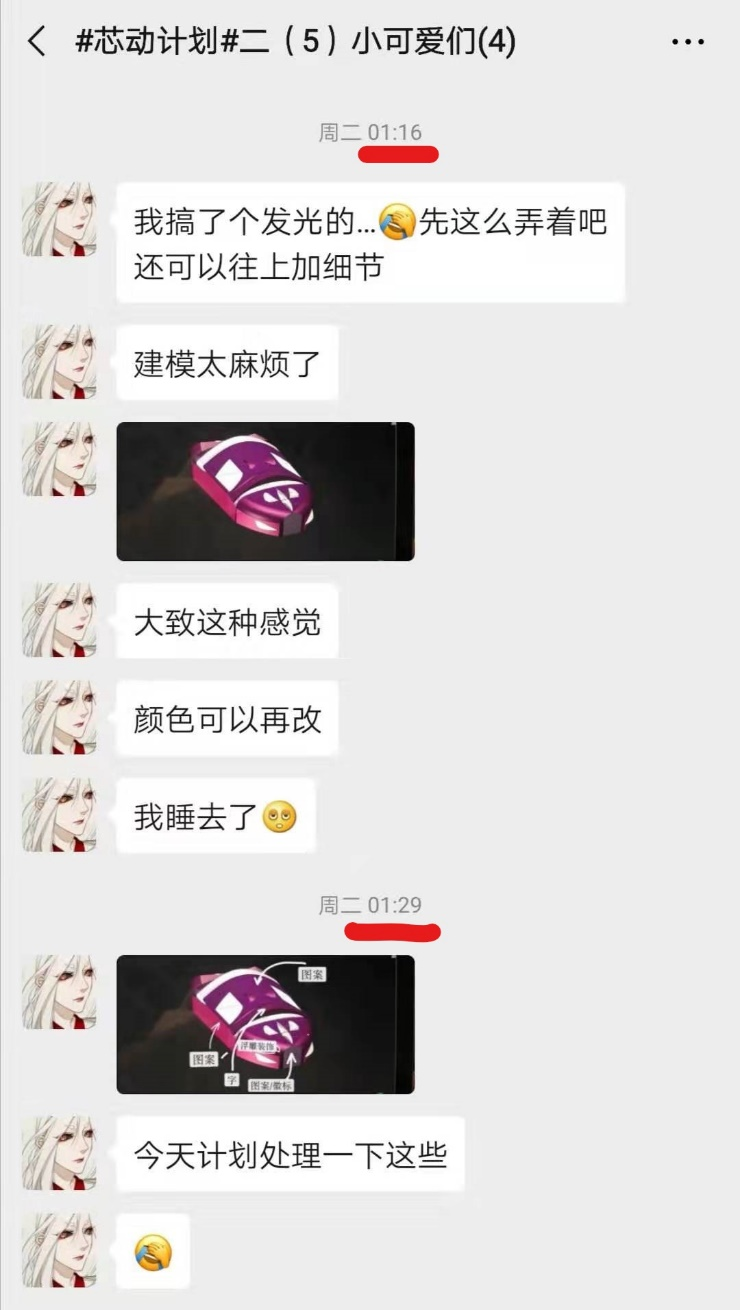 #芯动计划#二（5）小可爱们(4)
周二 01:16
我搞了个发光的...🤦先这么弄着吧
还可以往上加细节
建模太麻烦了
大致这种感觉
颜色可以再改
我睡去了🙄
周二 01:29
图案
图案
浮雕装饰
字
图案/徽标
今天计划处理一下这些